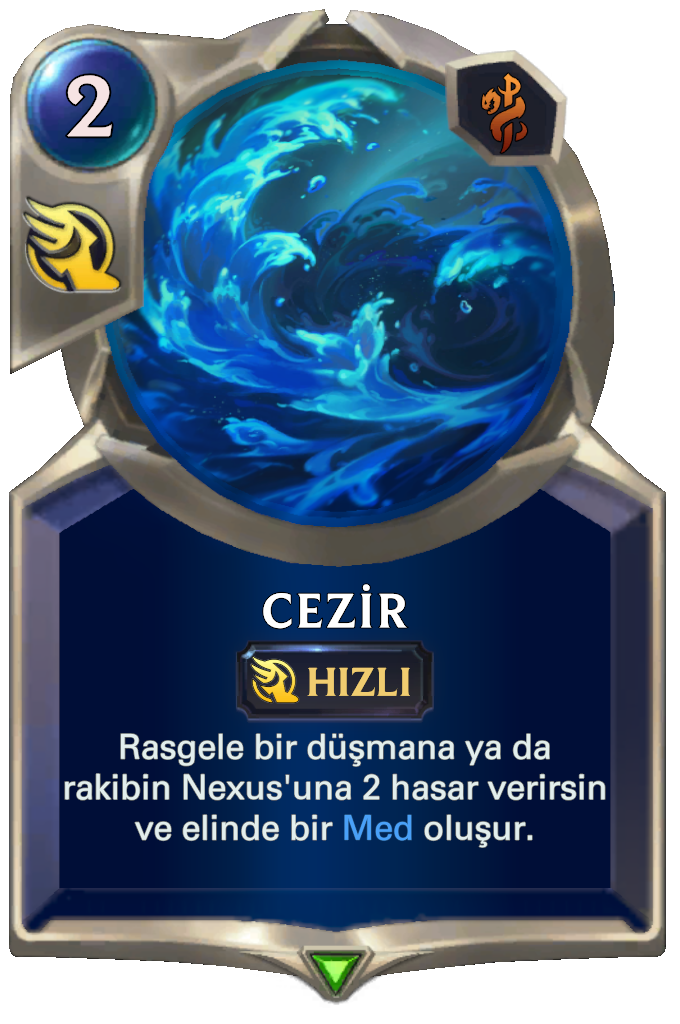 2
CEZİR
HIZLI
Rasgele bir düşmana ya da
rakibin Nexus'una 2 hasar verirsin
ve elinde bir Med oluşur.